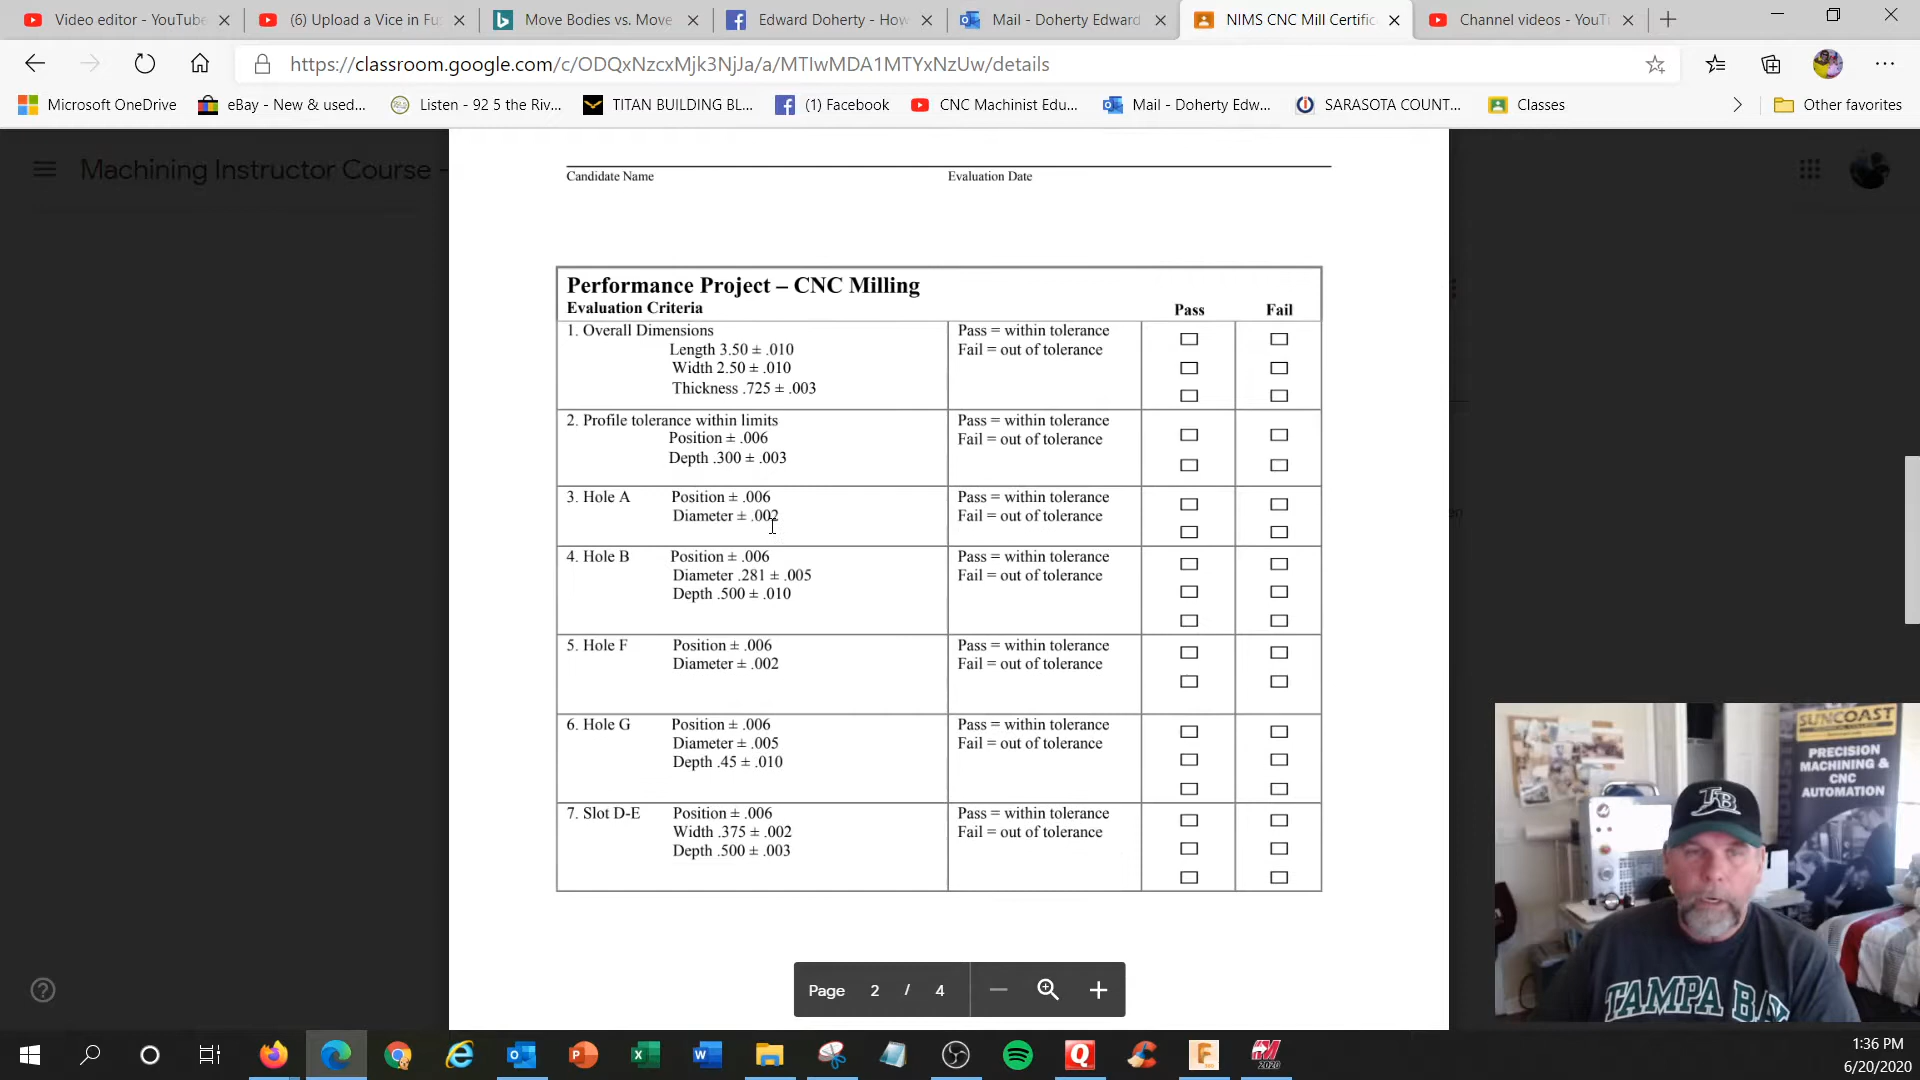 Video editor - YouTube
(6) Upload a Vice in Fu
Move Bodies vs. Move
Edward Doherty - How
Mail - Doherty Edward
NIMS CNC Mill Certific
Channel videos - YouTu
https://classroom.google.com/c/ODQxNzcxMjk3NjJa/a/MTIwMDA1MTYxNzUw/details
Microsoft OneDrive
eBay - New & used...
Listen - 92 5 the Riv...
TITAN BUILDING BL...
(1) Facebook
CNC Machinist Edu...
Mail - Doherty Edw...
SARASOTA COUNT...
Classes
Other favorites
Machining Instructor Course -
Candidate Name
Evaluation Date
Performance Project – CNC Milling
Evaluation Criteria
Pass
Fail
1. Overall Dimensions
Length 3.50 ± .010
Width 2.50 ± .010
Thickness .725 ± .003
Pass = within tolerance
Fail = out of tolerance
2. Profile tolerance within limits
Position ± .006
Depth .300 ± .003
Pass = within tolerance
Fail = out of tolerance
3. Hole A Position ± .006
Diameter ± .002
Pass = within tolerance
Fail = out of tolerance
4. Hole B Position ± .006
Diameter .281 ± .005
Depth .500 ± .010
Pass = within tolerance
Fail = out of tolerance
5. Hole F Position ± .006
Diameter ± .002
Pass = within tolerance
Fail = out of tolerance
6. Hole G Position ± .006
Diameter ± .005
Depth .45 ± .010
Pass = within tolerance
Fail = out of tolerance
7. Slot D-E Position ± .006
Width .375 ± .002
Depth .500 ± .003
Pass = within tolerance
Fail = out of tolerance
Page 2 / 4
SUNCOAST
PRECISION
MACHINING &
CNC
AUTOMATION
TB
TAMPA BA
2020
1:36 PM
6/20/2020